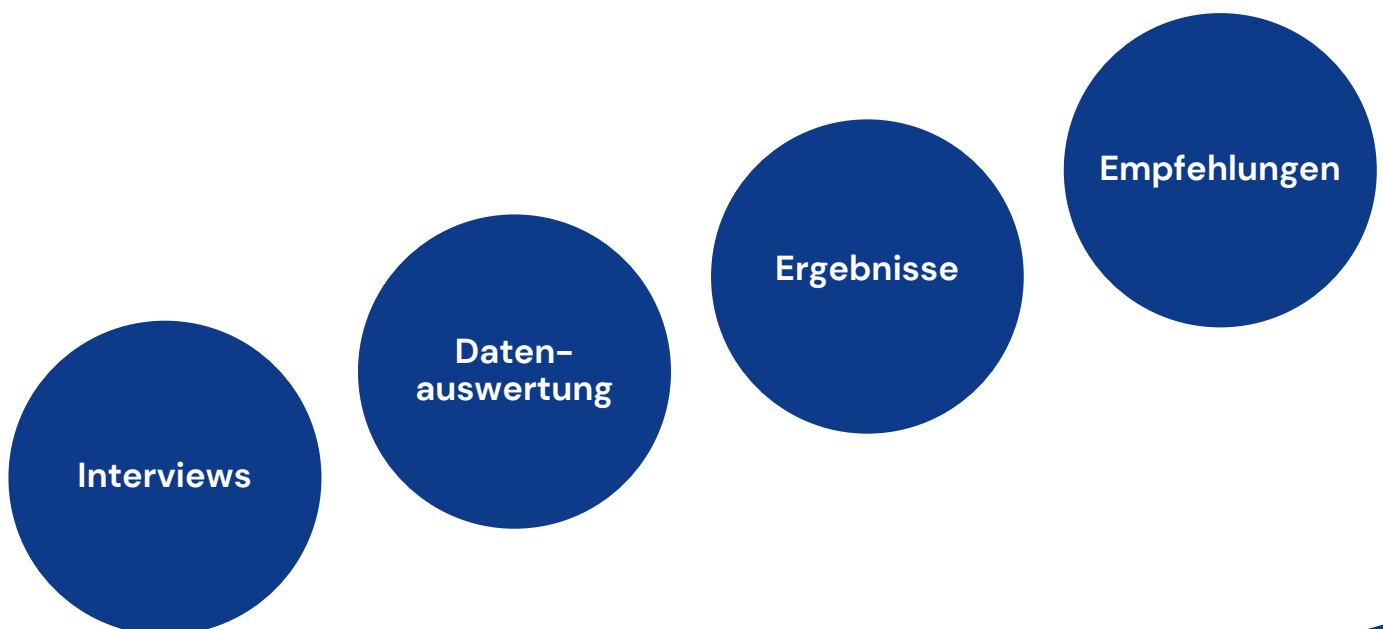 Interviews
Daten-
auswertung
Ergebnisse
Empfehlungen